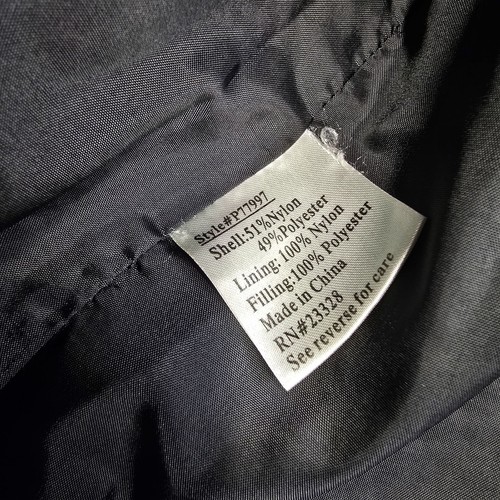 Style#P77997
Shell:51%Nylon
49%Polyester
Lining:100% Nylon
Filling:100% Polyester
Made in China
RN#23328
See reverse for care